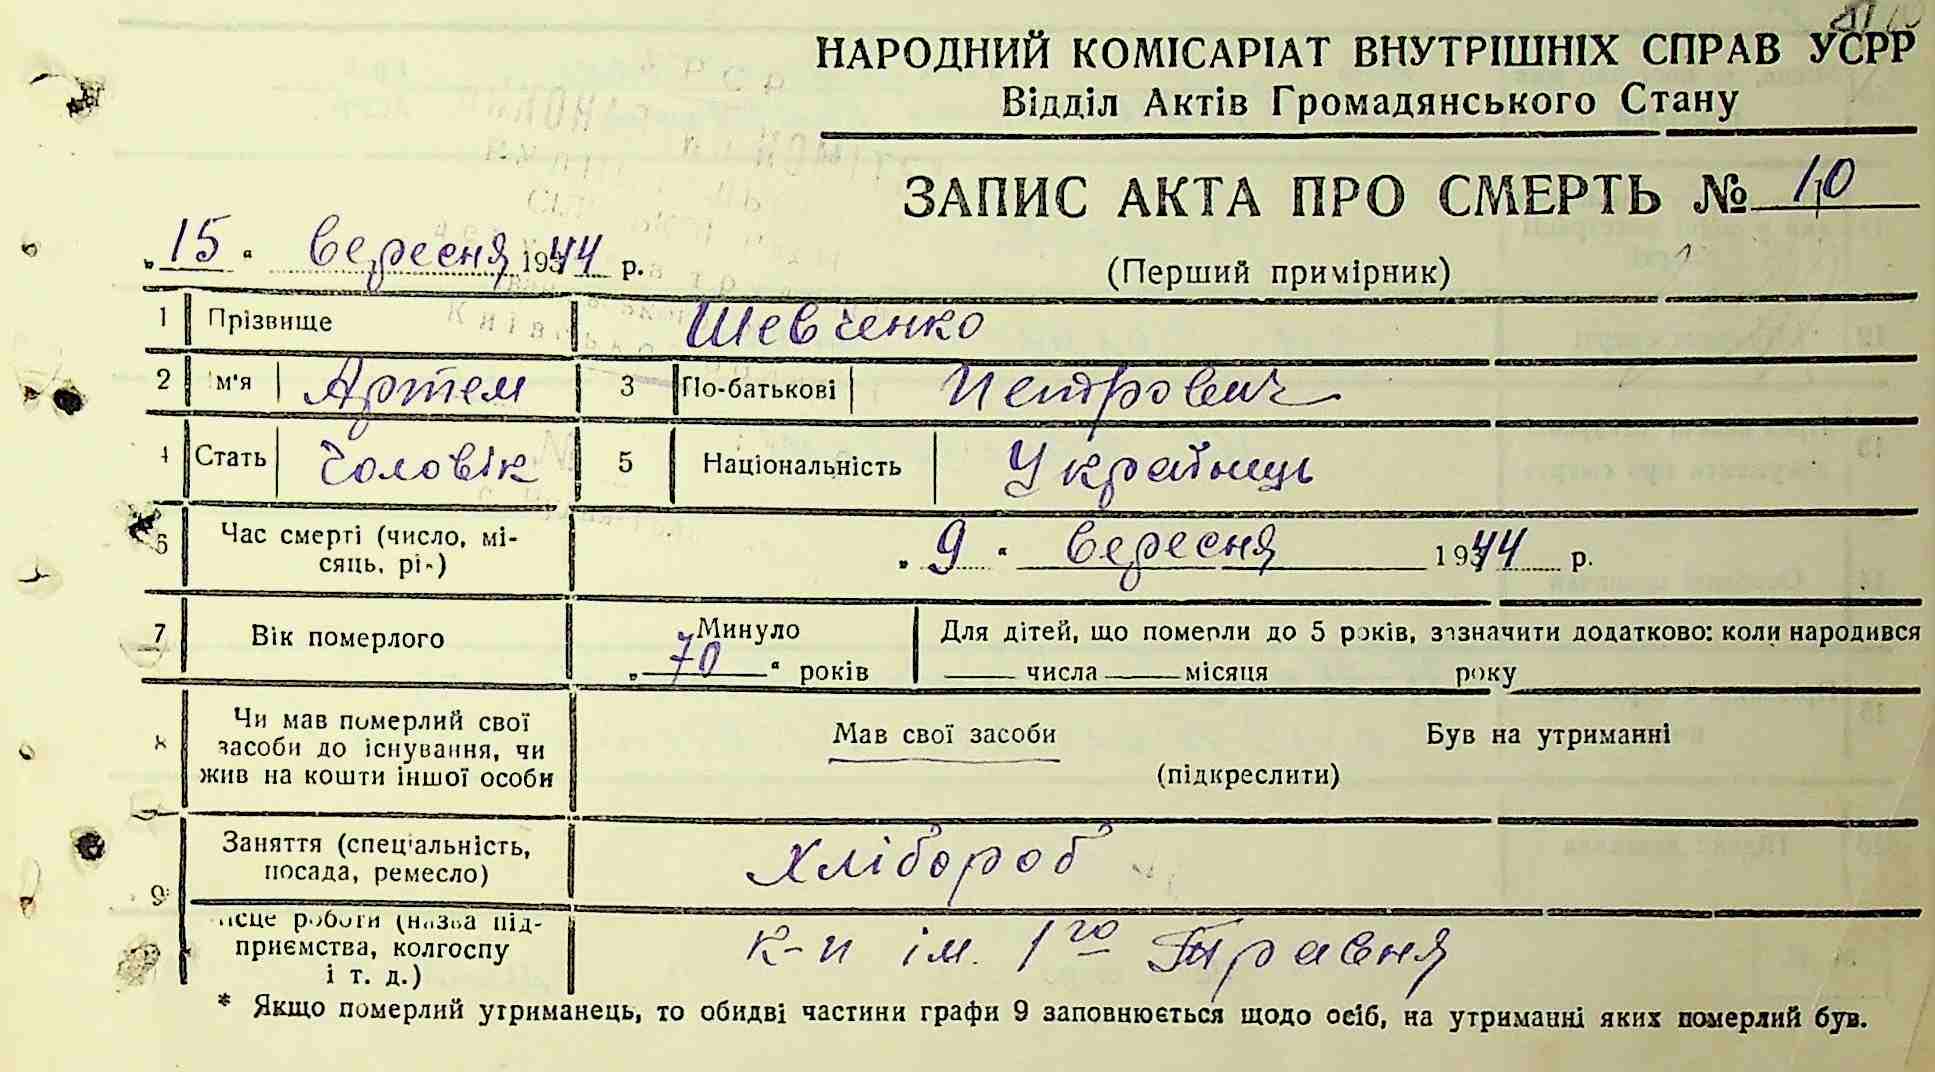 НАРОДНИЙ КОМІСАРІАТ ВНУТРІШНІХ СПРАВ УСРР
Відділ Актів Громадянського Стану
ЗАПИС АКТА ПРО СМЕРТЬ № 10
„15“ вересня 1944 р.
(Перший примірник)
1 Прізвище Шевченко
2 Ім'я Артем 3 По-батькові Петрович
4 Стать Чоловік 5 Національність Українець
6 Час смерті (число, мі-
сяць, рік) „9“ вересня 1944 р.
7 Вік померлого Минуло „70“ років Для дітей, що померли до 5 років, зазначити додатково: коли народився
числа місяця року
8 Чи мав померлий свої
засоби до існування, чи
жив на кошти іншої особи
Мав свої засоби Був на утриманні
(підкреслити)
9 Заняття (спеціальність,
посада, ремесло) Хлібороб
Місце роботи (назва під-
приємства, колгоспу
і т. д.) к-п ім. 1го Травня
* Якщо померлий утриманець, то обидві частини графи 9 заповнюється щодо осіб, на утриманні яких померлий був.